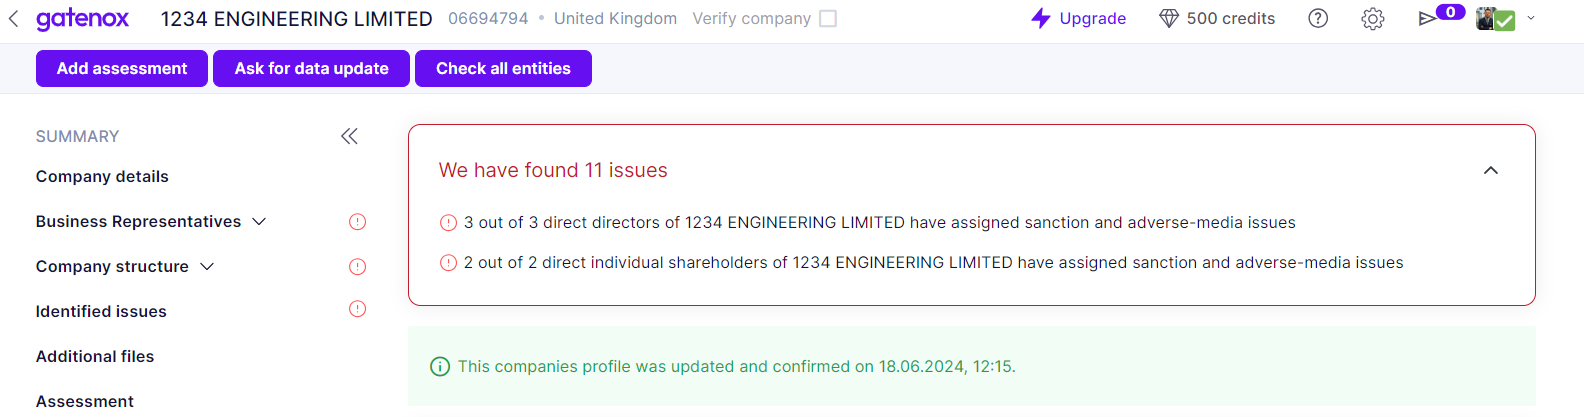 gatenox 1234 ENGINEERING LIMITED 06694794 • United Kingdom Verify company Upgrade 500 credits 0
Add assessment Ask for data update Check all entities
SUMMARY
Company details
Business Representatives
Company structure
Identified issues
Additional files
Assessment
We have found 11 issues
3 out of 3 direct directors of 1234 ENGINEERING LIMITED have assigned sanction and adverse-media issues
2 out of 2 direct individual shareholders of 1234 ENGINEERING LIMITED have assigned sanction and adverse-media issues
This companies profile was updated and confirmed on 18.06.2024, 12:15.